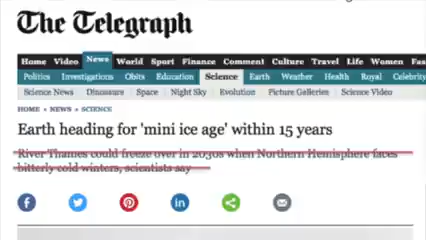 The Telegraph
Home Video News World Sport Finance Comment Culture Travel Life Women Fas
Politics Investigations Obits Education Science Earth Weather Health Royal Celebrity
Science News Dinosaurs Space Night Sky Evolution Picture Galleries Science Video
HOME » NEWS » SCIENCE
Earth heading for 'mini ice age' within 15 years
River Thames could freeze over in 2030s when Northern Hemisphere faces
bitterly cold winters, scientists say